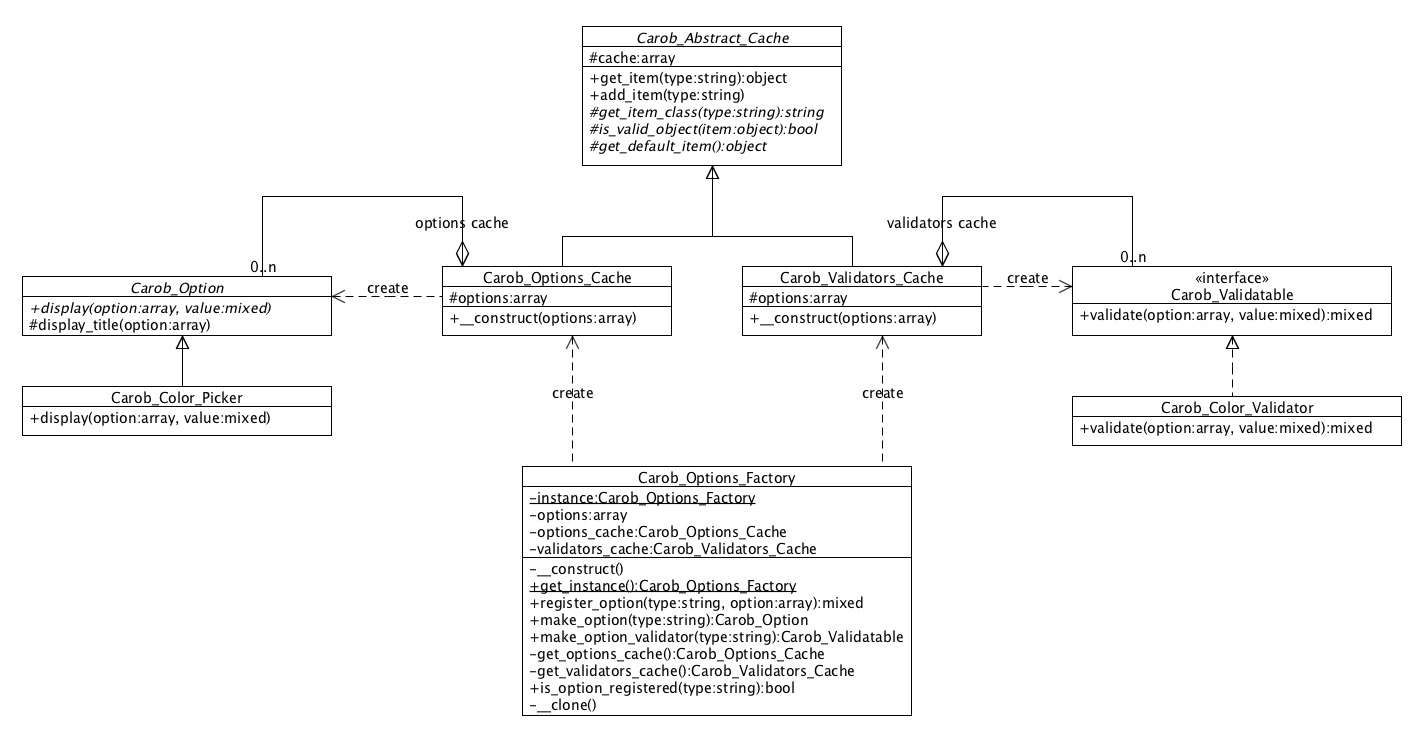 Carob_Abstract_Cache
#cache:array
+get_item(type:string):object
+add_item(type:string)
#get_item_class(type:string):string
#is_valid_object(item:object):bool
#get_default_item():object
options cache
validators cache
0..n
0..n
Carob_Option
+display(option:array, value:mixed)
#display_title(option:array)
create
Carob_Options_Cache
#options:array
+__construct(options:array)
Carob_Validators_Cache
#options:array
+__construct(options:array)
create
«interface»
Carob_Validatable
+validate(option:array, value:mixed):mixed
Carob_Color_Picker
+display(option:array, value:mixed)
create
create
Carob_Color_Validator
+validate(option:array, value:mixed):mixed
Carob_Options_Factory
-instance:Carob_Options_Factory
-options:array
-options_cache:Carob_Options_Cache
-validators_cache:Carob_Validators_Cache
-__construct()
+get_instance():Carob_Options_Factory
+register_option(type:string, option:array):mixed
+make_option(type:string):Carob_Option
+make_option_validator(type:string):Carob_Validatable
-get_options_cache():Carob_Options_Cache
-get_validators_cache():Carob_Validators_Cache
+is_option_registered(type:string):bool
-__clone()